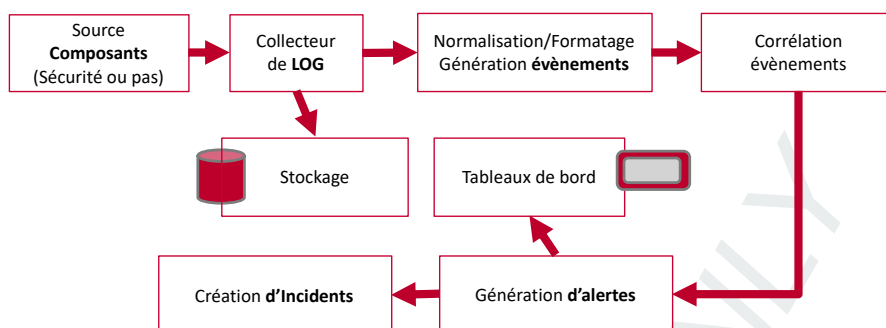 Source
Composants
(Sécurité ou pas)
Collecteur
de LOG
Normalisation/Formatage
Génération évènements
Corrélation
évènements
Stockage
Tableaux de bord
Création d'Incidents
Génération d'alertes